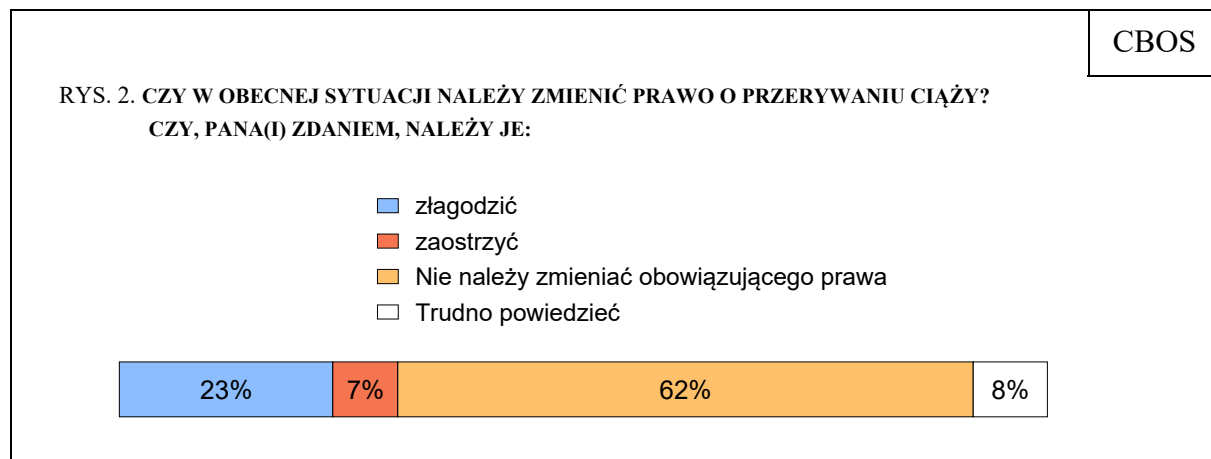 CBOS
RYS. 2. CZY W OBECNEJ SYTUACJI NALEŻY ZMIENIĆ PRAWO O PRZERYWANIU CIĄŻY?
CZY, PANA(I) ZDANIEM, NALEŻY JE:
złagodzić
zaostrzyć
Nie należy zmieniać obowiązującego prawa
Trudno powiedzieć
23% 7% 62% 8%